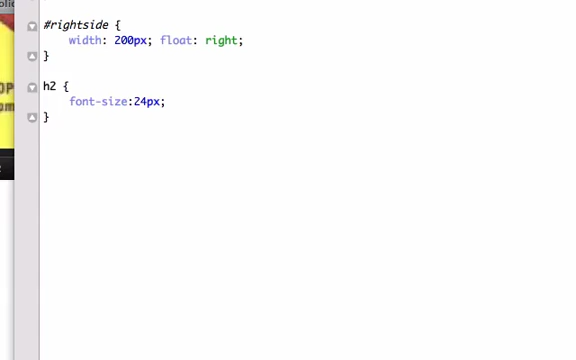 #rightside {
width: 200px; float: right;
}
h2 {
font-size:24px;
}